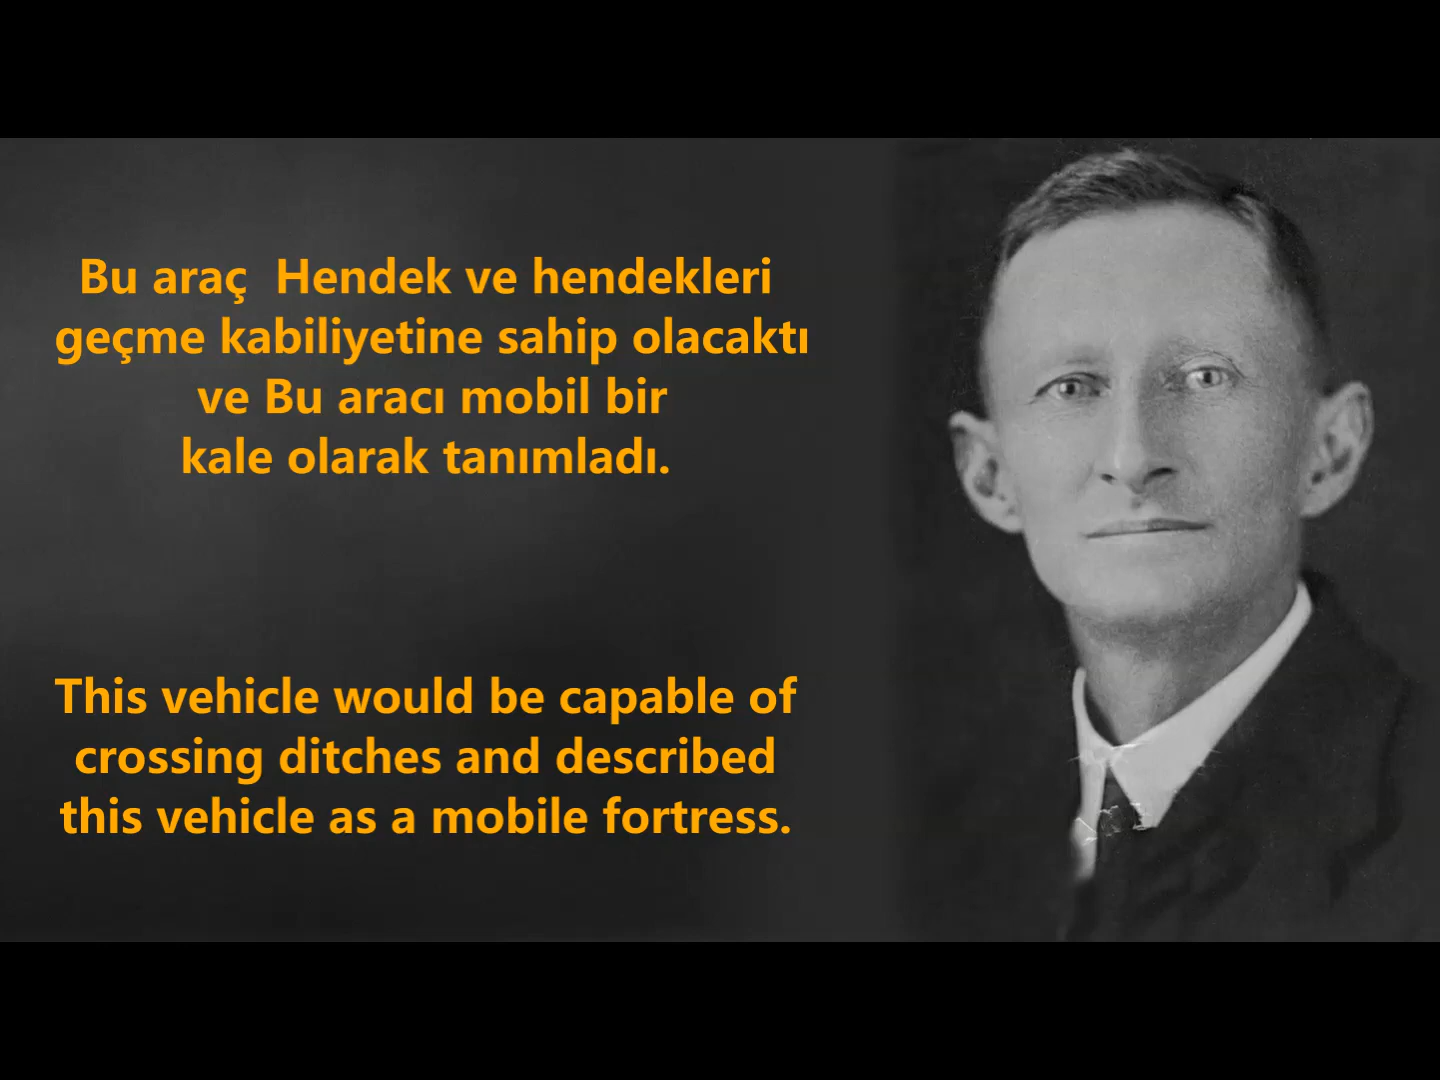 Bu araç  Hendek ve hendekleri
geçme kabiliyetine sahip olacaktı
ve Bu aracı mobil bir
kale olarak tanımladı.
This vehicle would be capable of
crossing ditches and described
this vehicle as a mobile fortress.